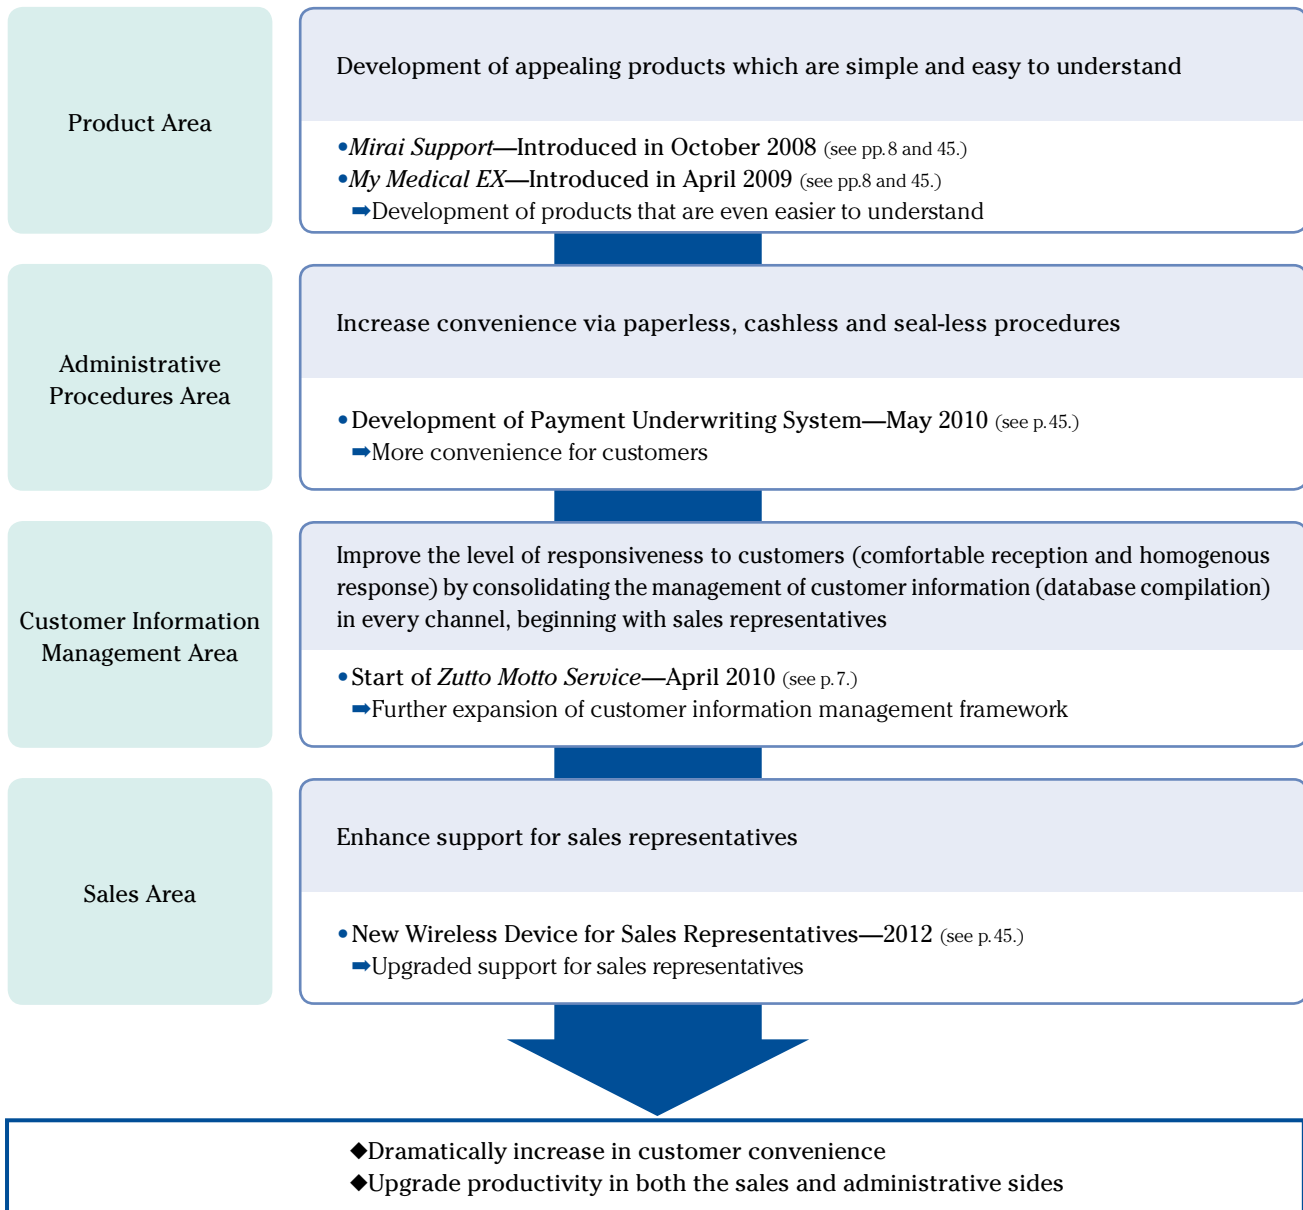 Product Area
Development of appealing products which are simple and easy to understand
•Mirai Support—Introduced in October 2008 (see pp. 8 and 45.)
•My Medical EX—Introduced in April 2009 (see pp.8 and 45.)
➡Development of products that are even easier to understand
Administrative
Procedures Area
Increase convenience via paperless, cashless and seal-less procedures
•Development of Payment Underwriting System—May 2010 (see p. 45.)
➡More convenience for customers
Customer Information
Management Area
Improve the level of responsiveness to customers (comfortable reception and homogenous
response) by consolidating the management of customer information (database compilation)
in every channel, beginning with sales representatives
•Start of Zutto Motto Service—April 2010 (see p. 7.)
➡Further expansion of customer information management framework
Sales Area
Enhance support for sales representatives
•New Wireless Device for Sales Representatives—2012 (see p. 45.)
➡Upgraded support for sales representatives
◆Dramatically increase in customer convenience
◆Upgrade productivity in both the sales and administrative sides